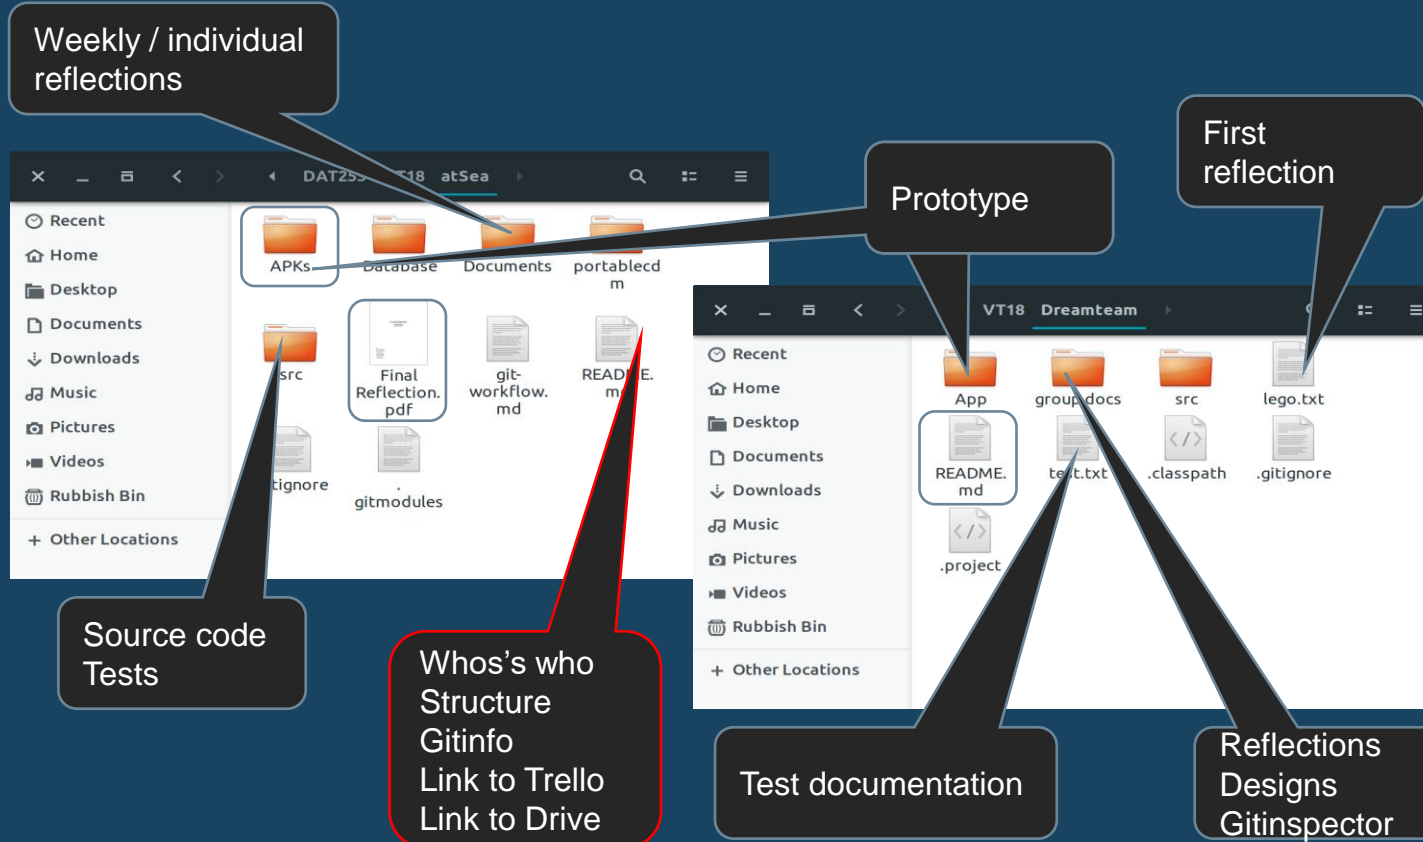 Weekly / individual
reflections
First
reflection
Prototype
atSea
Recent
Home
Desktop
Documents
Downloads
Music
Pictures
Videos
Rubbish Bin
+ Other Locations
APKs
Database
Documents
portablecd
m
src
Final
Reflection.
pdf
git-
workflow.
md
README.
.
gitmodules
VT18 Dreamteam
Recent
Home
Desktop
Documents
Downloads
Music
Pictures
Videos
Rubbish Bin
+ Other Locations
App
group docs
src
lego.txt
README.
md
test.txt
.classpath
.gitignore
.project
Source code
Tests
Whos's who
Structure
Gitinfo
Link to Trello
Link to Drive
Test documentation
Reflections
Designs
Gitinspector